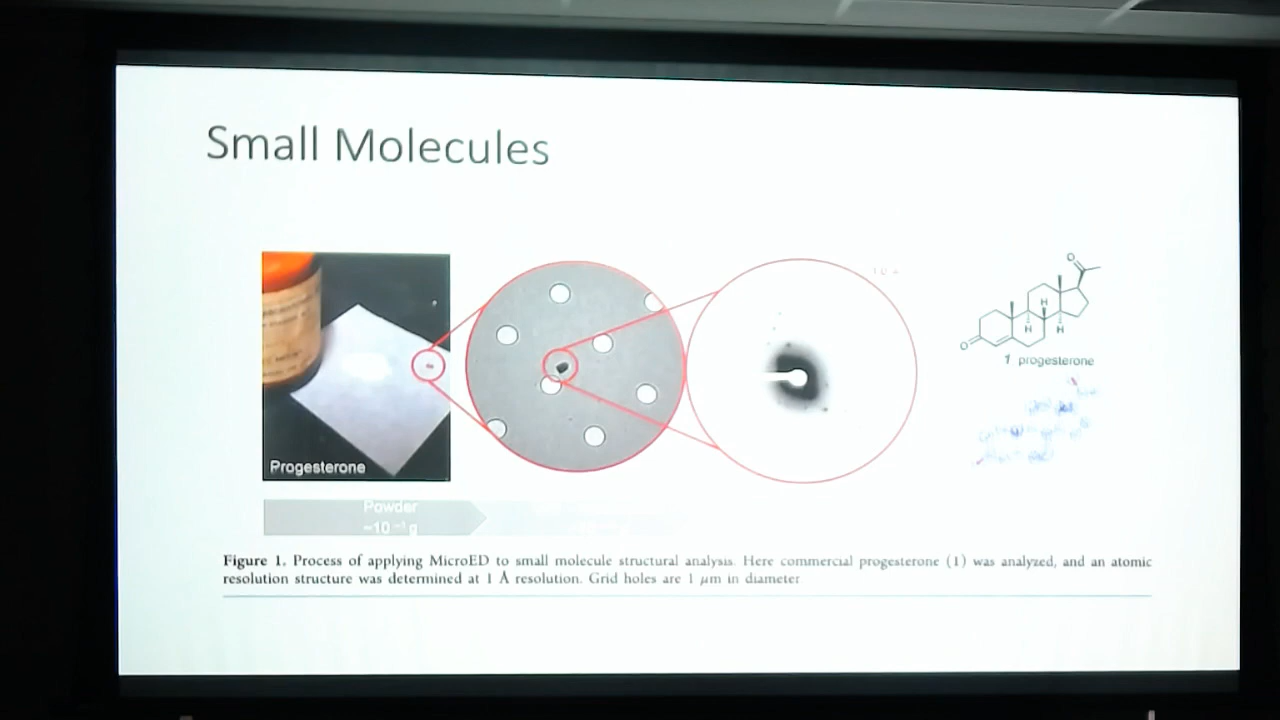 Small Molecules
Progesterone
O
H
H
H
O
1 progesterone
Powder
Figure 1. Process of applying MicroED to small molecule structural analysis. Here commercial progesterone (1) was analyzed, and an atomic
resolution structure was determined at 1 Å resolution. Grid holes are 1 μm in diameter